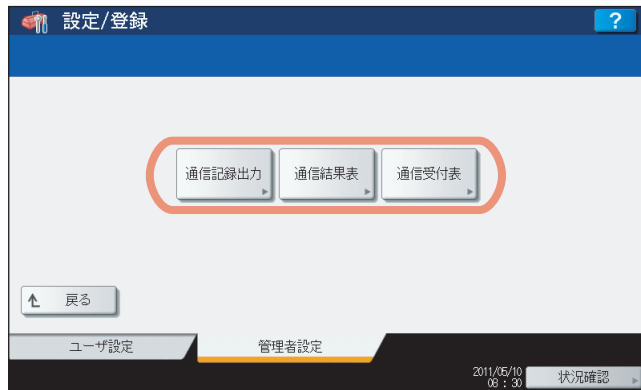 設定/登録
?
通信記録出力
通信結果表
通信受付表
戻る
ユーザ設定
管理者設定
2011/05/10
08 : 30
状況確認